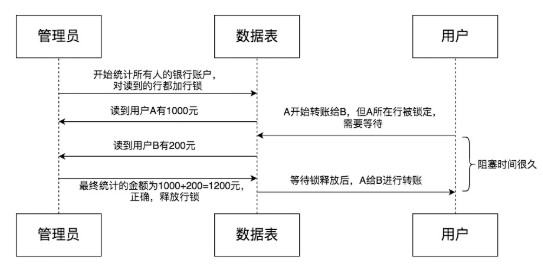 管理员
数据表
用户
开始统计所有人的银行账户，
对读到的行都加行锁
读到用户A有1000元
A开始转账给B，但A所在行被锁定，
需要等待
读到用户B有200元
阻塞时间很久
最终统计的金额为1000+200=1200元，
正确，释放行锁
等待锁释放后，A给B进行转账
管理员
数据表
用户